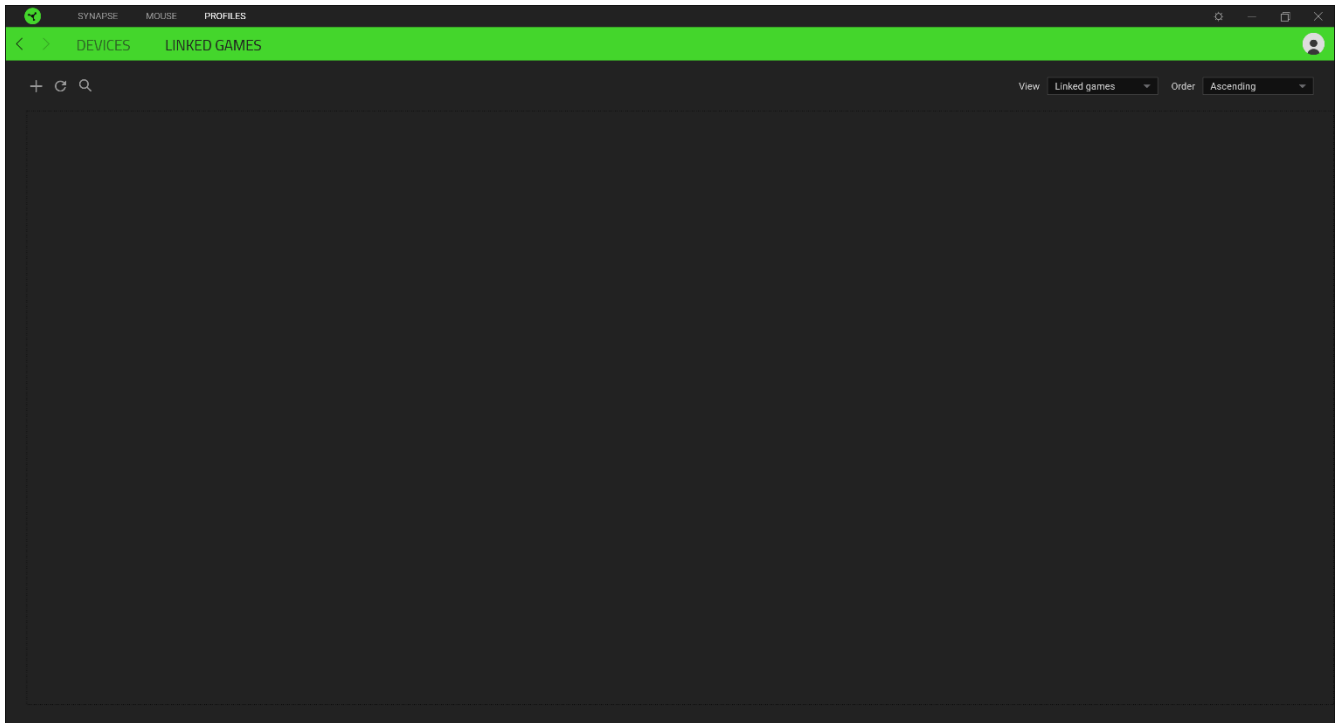 SYNAPSE MOUSE PROFILES
DEVICES LINKED GAMES
View Linked games Order Ascending